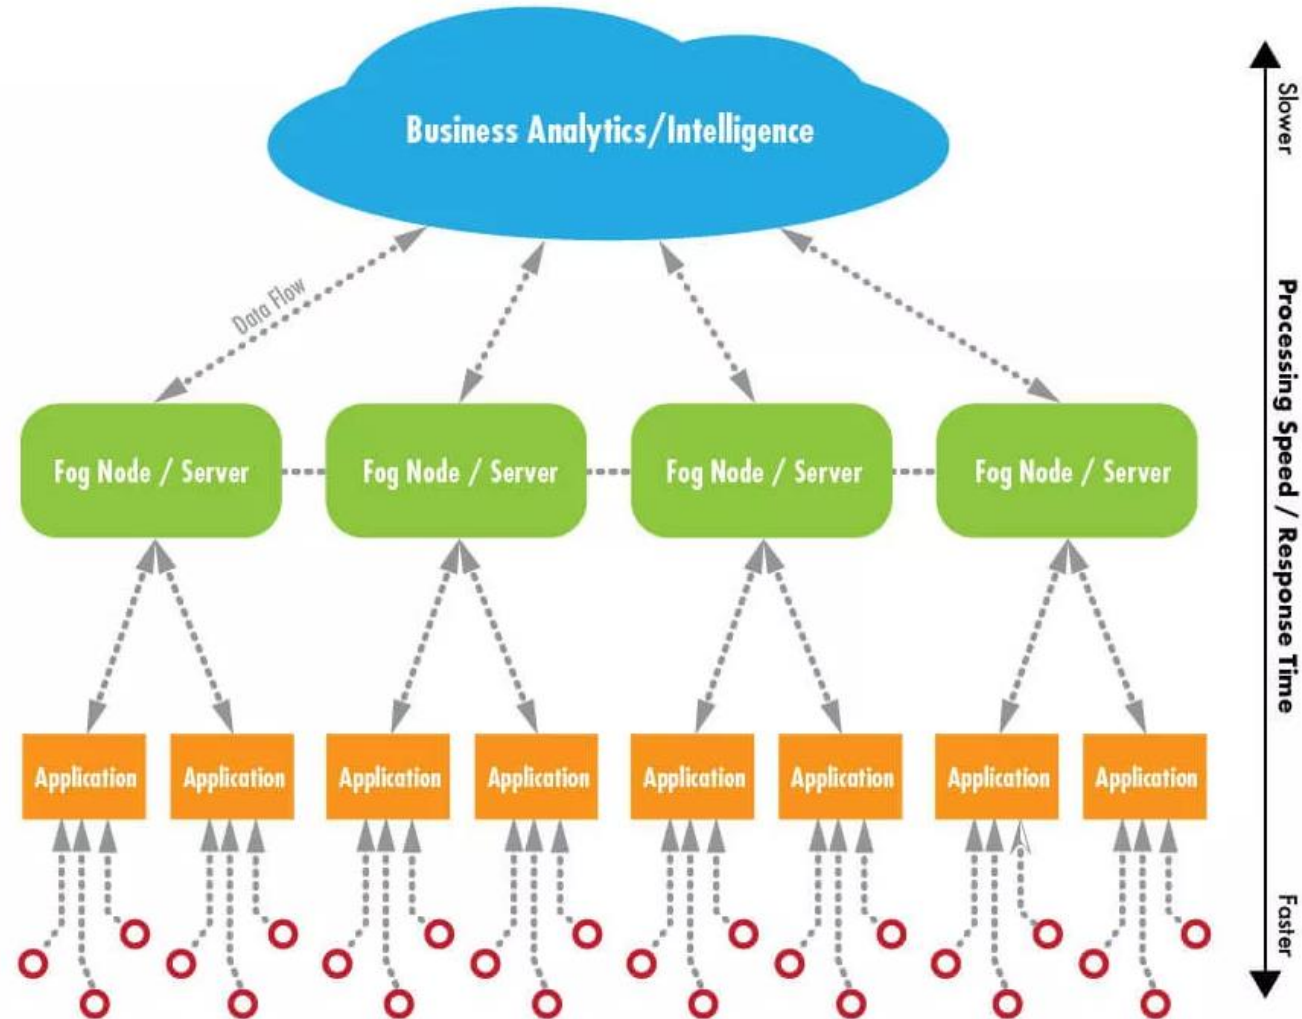 Business Analytics/Intelligence
Slower
Data Flow
Processing Speed / Response Time
Fog Node / Server
Fog Node / Server
Fog Node / Server
Fog Node / Server
Application
Application
Application
Application
Application
Application
Application
Application
Faster